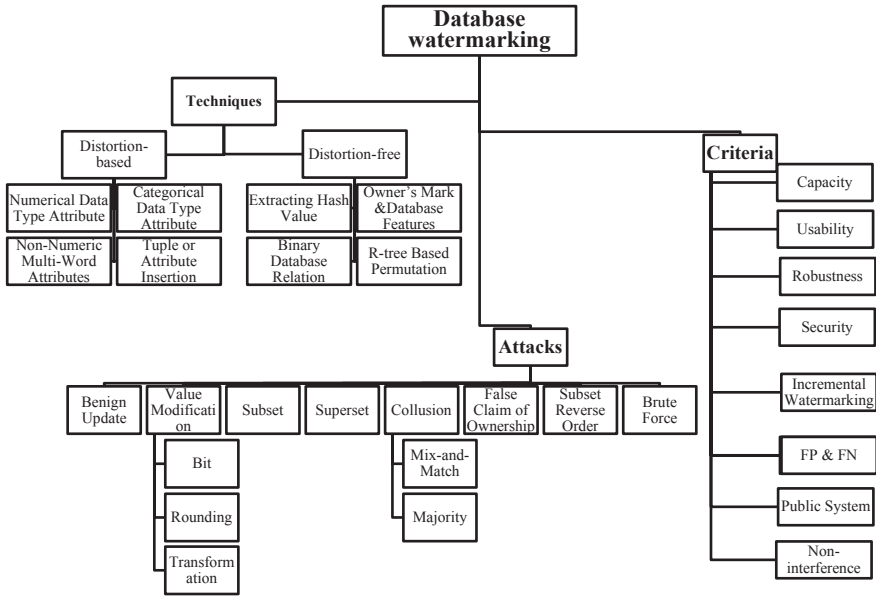 Database
watermarking
Techniques
Distortion-
based
Distortion-free
Numerical Data
Type Attribute
Categorical
Data Type
Attribute
Non-Numeric
Multi-Word
Attributes
Tuple or
Attribute
Insertion
Extracting Hash
Value
Owner's Mark
&Database
Features
Binary
Database
Relation
R-tree Based
Permutation
Criteria
Capacity
Usability
Robustness
Security
Incremental
Watermarking
FP & FN
Public System
Non-
interference
Attacks
Benign
Update
Value
Modificati
on
Subset
Superset
Collusion
False
Claim of
Ownership
Subset
Reverse
Order
Brute
Force
Bit
Rounding
Transform
ation
Mix-and-
Match
Majority